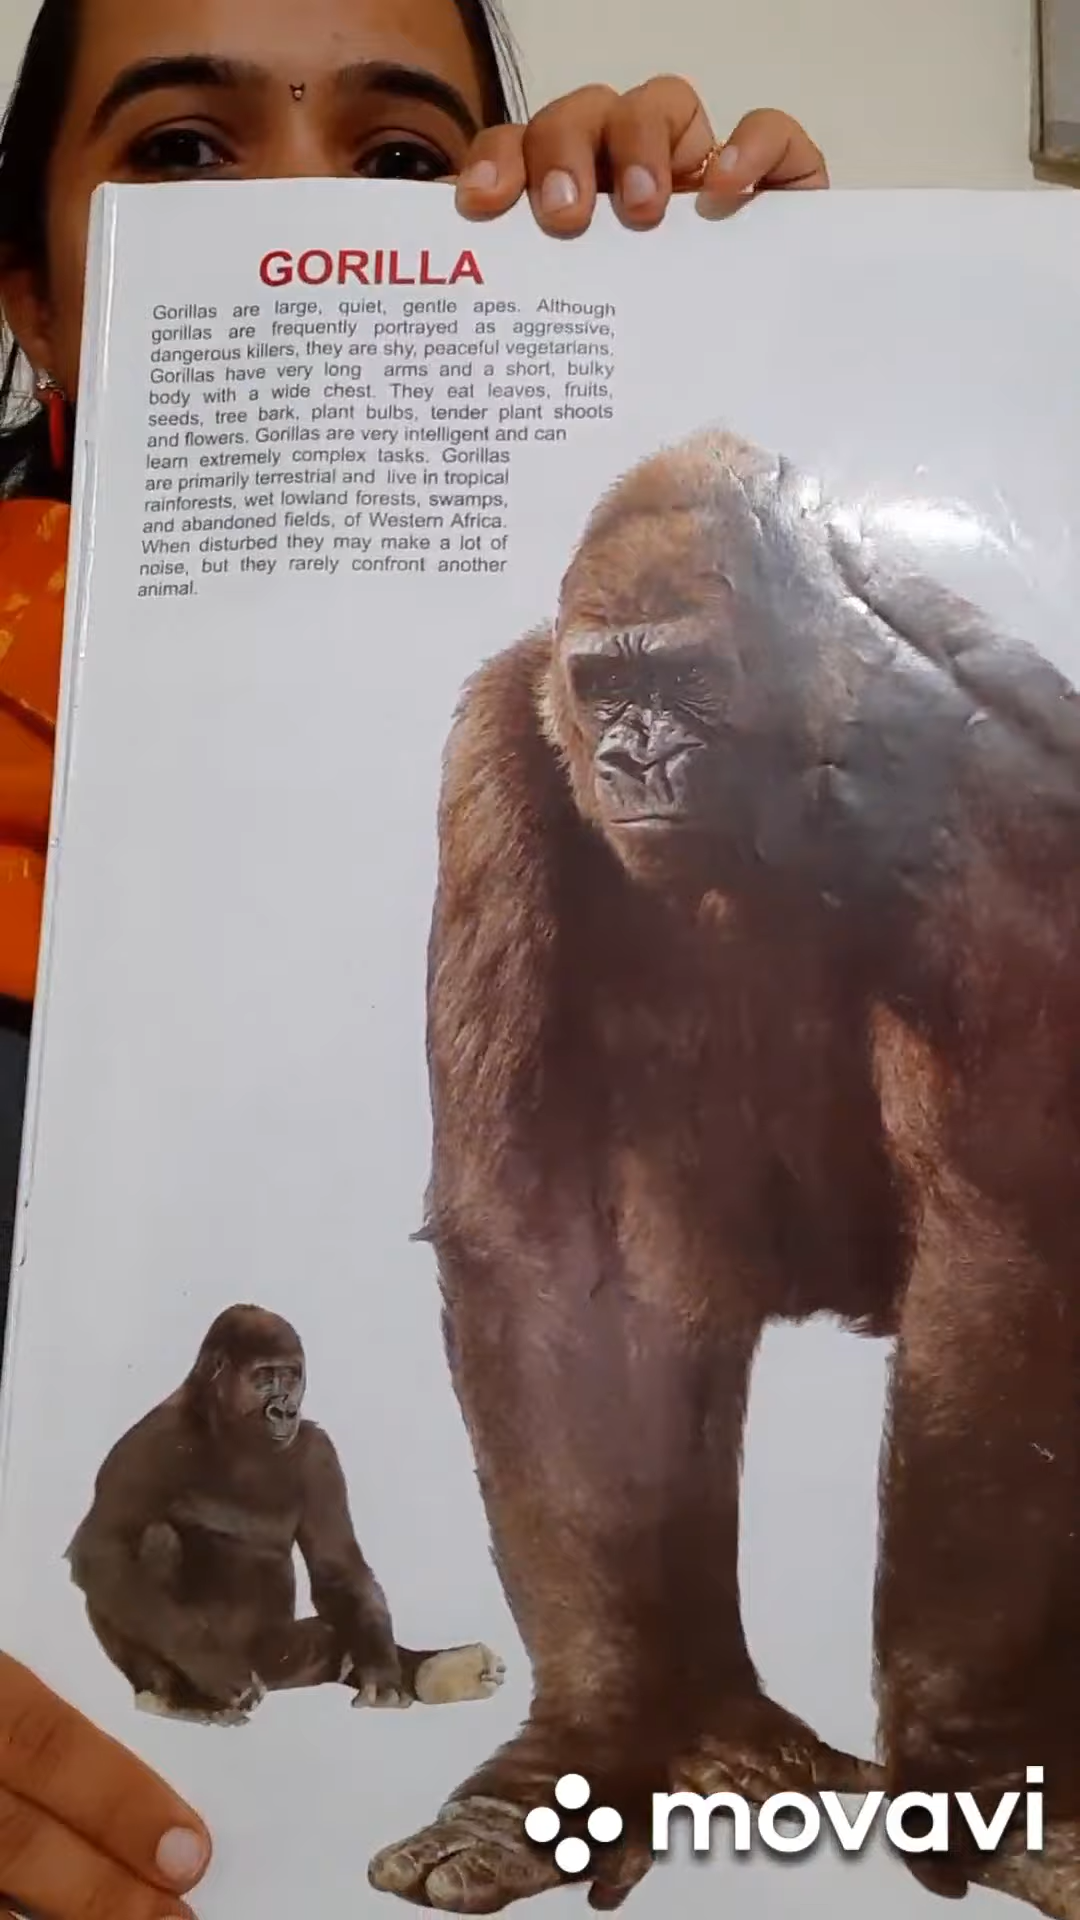 GORILLA
Gorillas are large, quiet, gentle apes. Although
gorillas are frequently portrayed as aggressive,
dangerous killers, they are shy, peaceful vegetarians.
Gorillas have very long arms and a short, bulky
body with a wide chest. They eat leaves, fruits,
seeds, tree bark, plant bulbs, tender plant shoots
and flowers. Gorillas are very intelligent and can
learn extremely complex tasks. Gorillas
are primarily terrestrial and live in tropical
rainforests, wet lowland forests, swamps,
and abandoned fields, of Western Africa.
When disturbed they may make a lot of
noise, but they rarely confront another
animal.
movavi